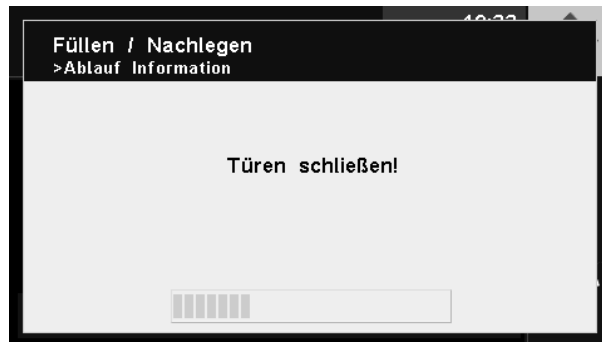 Füllen / Nachlegen
>Ablauf Information
Türen schließen!